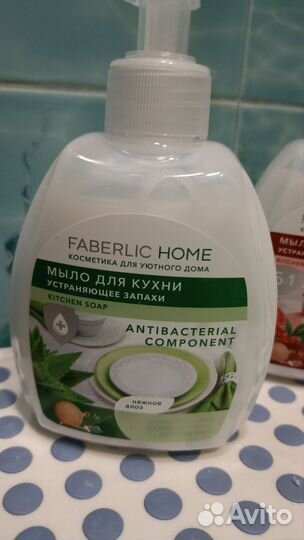 FABERLIC HOME
КОСМЕТИКА ДЛЯ УЮТНОГО ДОМА
МЫЛО ДЛЯ КУХНИ
УСТРАНЯЮЩЕЕ ЗАПАХИ
KITCHEN SOAP
ANTIBACTERIAL
COMPONENT
нежное
алоэ
МЫЛ
УСТРАН
KITCHEN
Avito